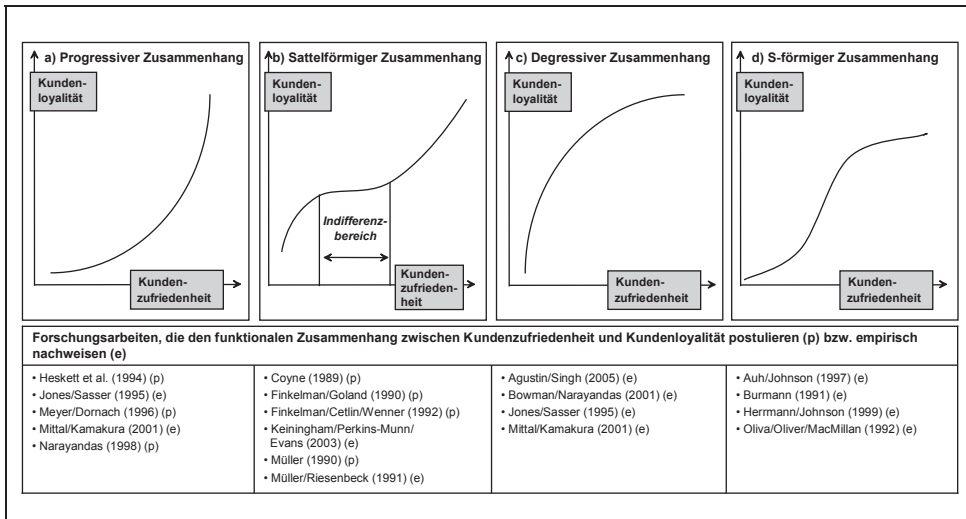 a) Progressiver Zusammenhang
Kunden-
loyalität
Kunden-
zufriedenheit
b) Sattelförmiger Zusammenhang
Kunden-
loyalität
Indifferenz-
bereich
Kunden-
zufrieden-
heit
c) Degressiver Zusammenhang
Kunden-
loyalität
Kunden-
zufriedenheit
d) S-förmiger Zusammenhang
Kunden-
loyalität
Kunden-
zufriedenheit
Forschungsarbeiten, die den funktionalen Zusammenhang zwischen Kundenzufriedenheit und Kundenloyalität postulieren (p) bzw. empirisch
nachweisen (e)
• Heskett et al. (1994) (p)
• Jones/Sasser (1995) (e)
• Meyer/Dornach (1996) (p)
• Mittal/Kamakura (2001) (e)
• Narayandas (1998) (p)
• Coyne (1989) (p)
• Finkelman/Goland (1990) (p)
• Finkelman/Cetlin/Wenner (1992) (p)
• Keiningham/Perkins-Munn/
Evans (2003) (e)
• Müller (1990) (p)
• Müller/Riesenbeck (1991) (e)
• Agustin/Singh (2005) (e)
• Bowman/Narayandas (2001) (e)
• Jones/Sasser (1995) (e)
• Mittal/Kamakura (2001) (e)
• Auh/Johnson (1997) (e)
• Burmann (1991) (e)
• Herrmann/Johnson (1999) (e)
• Oliva/Oliver/MacMillan (1992) (e)